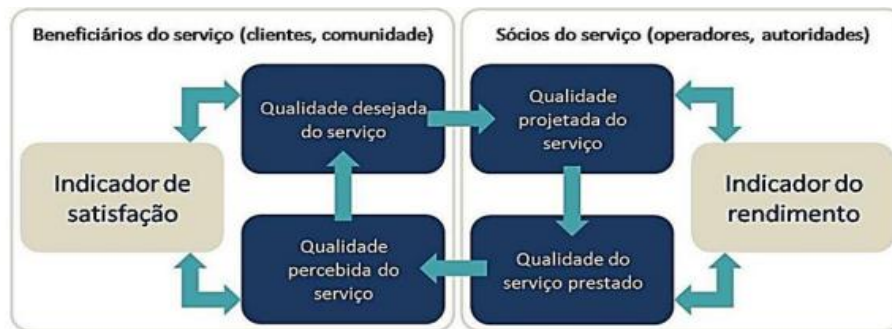 Beneficiários do serviço (clientes, comunidade)
Sócios do serviço (operadores, autoridades)
Qualidade desejada
do serviço
Qualidade
projetada do
serviço
Indicador de
satisfação
Indicador do
rendimento
Qualidade
percebida do
serviço
Qualidade do
serviço prestado